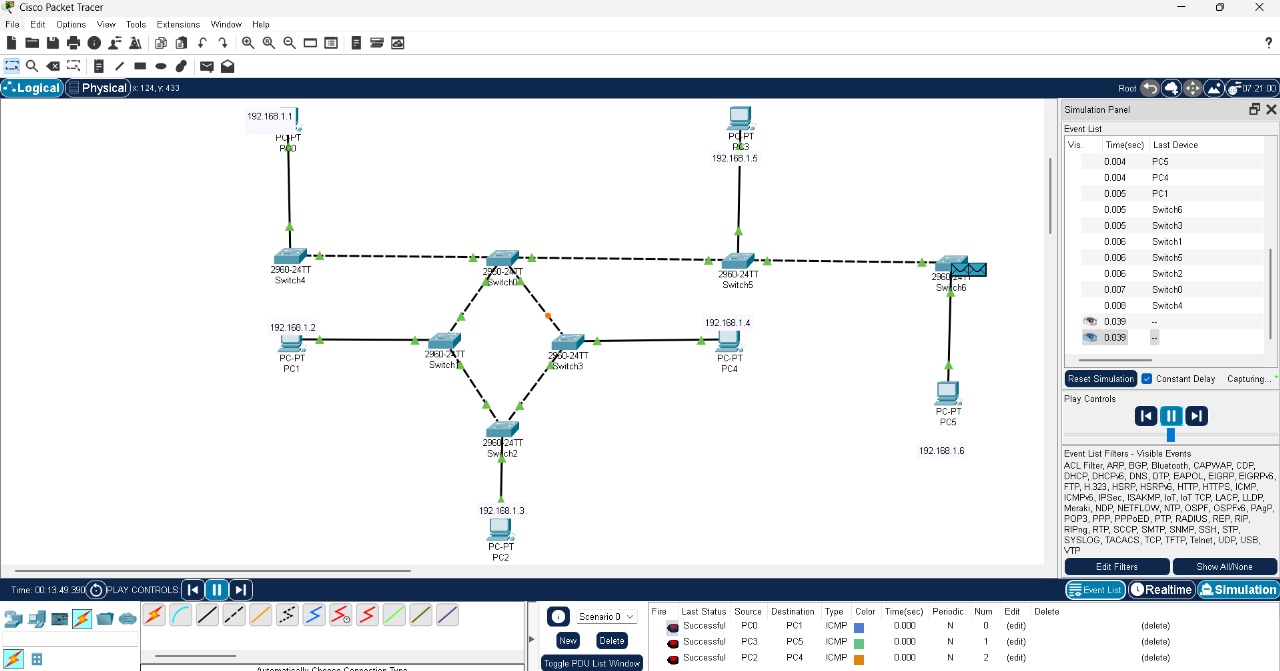 Cisco Packet Tracer
File Edit Options View Tools Extensions Window Help
?
Logical Physical x: 124, y: 433 Root 07:21:00
192.168.1.1
PC-PT
PC0
PC-PT
PC3
192.168.1.5
2960-24TT
Switch4
2960-24TT
Switch0
2960-24TT
Switch5
2960-24TT
Switch6
192.168.1.2
PC-PT
PC1
2960-24TT
Switch1
2960-24TT
Switch3
192.168.1.4
PC-PT
PC4
2960-24TT
Switch2
PC-PT
PC5
192.168.1.6
192.168.1.3
PC-PT
PC2
Simulation Panel
Event List
Vis. Time(sec) Last Device
0.004 PC5
0.004 PC4
0.005 PC1
0.005 Switch6
0.005 Switch3
0.006 Switch1
0.006 Switch5
0.006 Switch2
0.007 Switch0
0.008 Switch4
0.039 --
0.039 --
Reset Simulation Constant Delay Capturing...
Play Controls
Event List Filters - Visible Events
ACL Filter, ARP, BGP, Bluetooth, CAPWAP, CDP,
DHCP, DHCPv6, DNS, DTP, EAPOL, EIGRP, EIGRPv6,
FTP, H.323, HSRP, HSRPv6, HTTP, HTTPS, ICMP,
ICMPv6, IPSec, ISAKMP, IoT, IoT TCP, LACP, LLDP,
Meraki, NDP, NETFLOW, NTP, OSPF, OSPFv6, PAgP,
POP3, PPP, PPPoED, PTP, RADIUS, REP, RIP,
RIPng, RTP, SCCP, SMTP, SNMP, SSH, STP,
SYSLOG, TACACS, TCP, TFTP, Telnet, UDP, USB,
VTP
Edit Filters Show All/None
Time: 00:13:49.390 PLAY CONTROLS: Event List Realtime Simulation
Automatically Choose Connection Type
Scenario 0
New Delete
Toggle PDU List Window
Fire Last Status Source Destination Type Color Time(sec) Periodic Num Edit Delete
Successful PC0 PC1 ICMP 0.000 N 0 (edit) (delete)
Successful PC3 PC5 ICMP 0.000 N 1 (edit) (delete)
Successful PC2 PC4 ICMP 0.000 N 2 (edit) (delete)